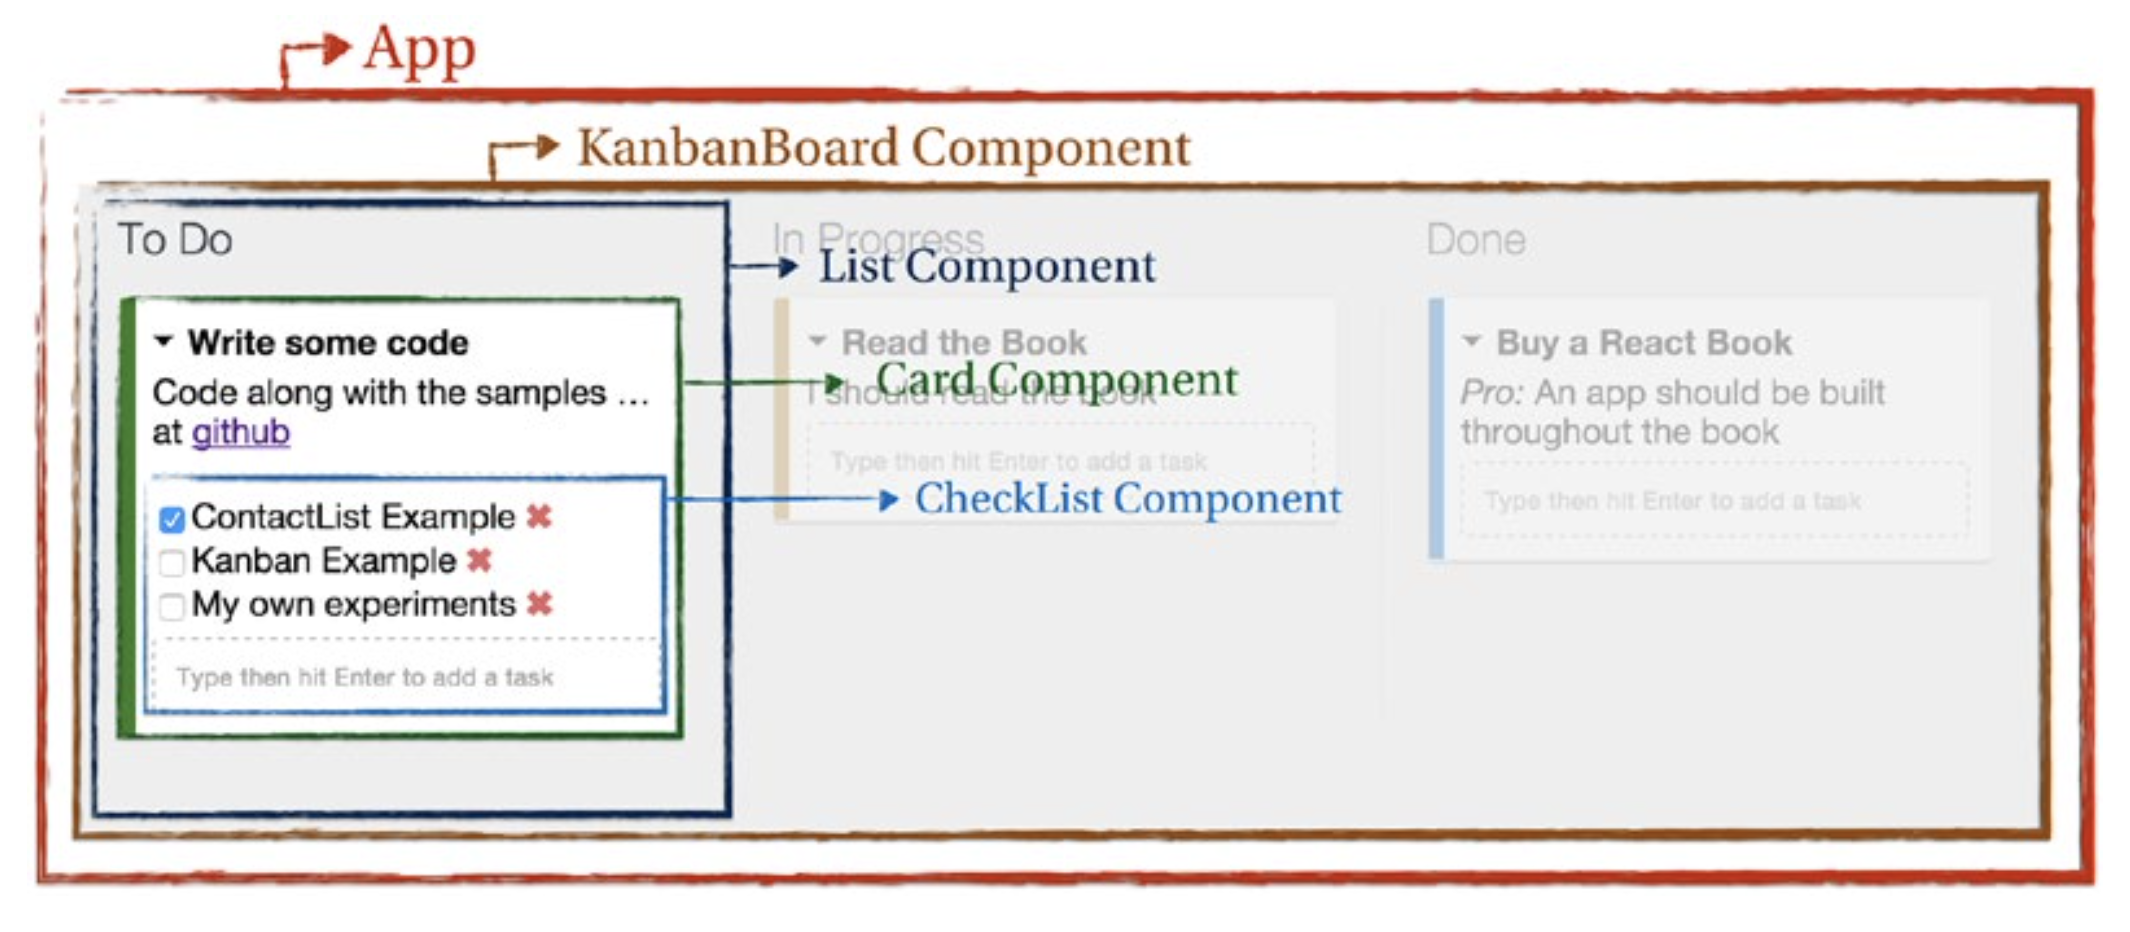 App
KanbanBoard Component
To Do
In Progress
Done
List Component
Write some code
Code along with the samples ...
at github
ContactList Example
Kanban Example
My own experiments
Type then hit Enter to add a task
Read the Book
Card Component
I should read the book
Type then hit Enter to add a task
CheckList Component
Buy a React Book
Pro: An app should be built
throughout the book
Type then hit Enter to add a task